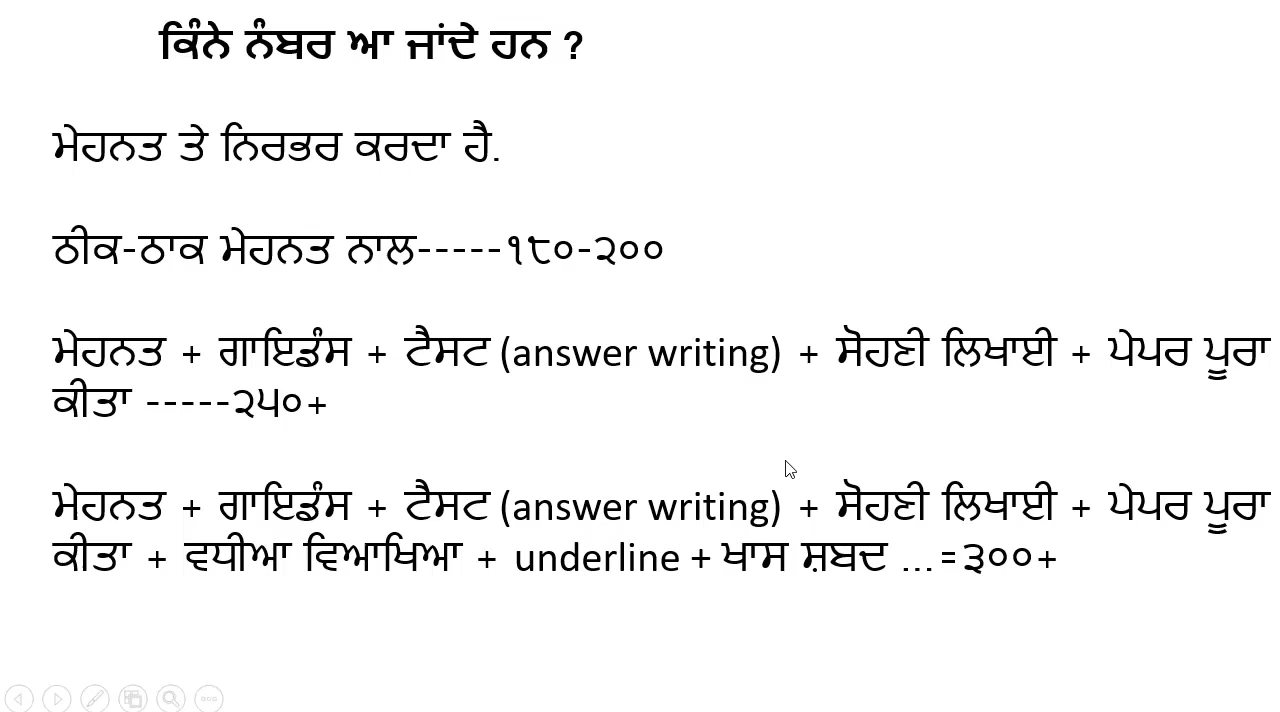 ਕਿੰਨੇ ਨੰਬਰ ਆ ਜਾਂਦੇ ਹਨ ?
ਮੇਹਨਤ ਤੇ ਨਿਰਭਰ ਕਰਦਾ ਹੈ.
ਠੀਕ-ਠਾਕ ਮੇਹਨਤ ਨਾਲ-----੧੮੦-੨੦੦
ਮੇਹਨਤ + ਗਾਇਡੰਸ + ਟੈਸਟ (answer writing) + ਸੋਹਣੀ ਲਿਖਾਈ + ਪੇਪਰ ਪੂਰਾ
ਕੀਤਾ -----੨੫੦+
ਮੇਹਨਤ + ਗਾਇਡੰਸ + ਟੈਸਟ (answer writing) + ਸੋਹਣੀ ਲਿਖਾਈ + ਪੇਪਰ ਪੂਰਾ
ਕੀਤਾ + ਵਧੀਆ ਵਿਆਖਿਆ + underline + ਖਾਸ ਸ਼ਬਦ ...=੩੦੦+